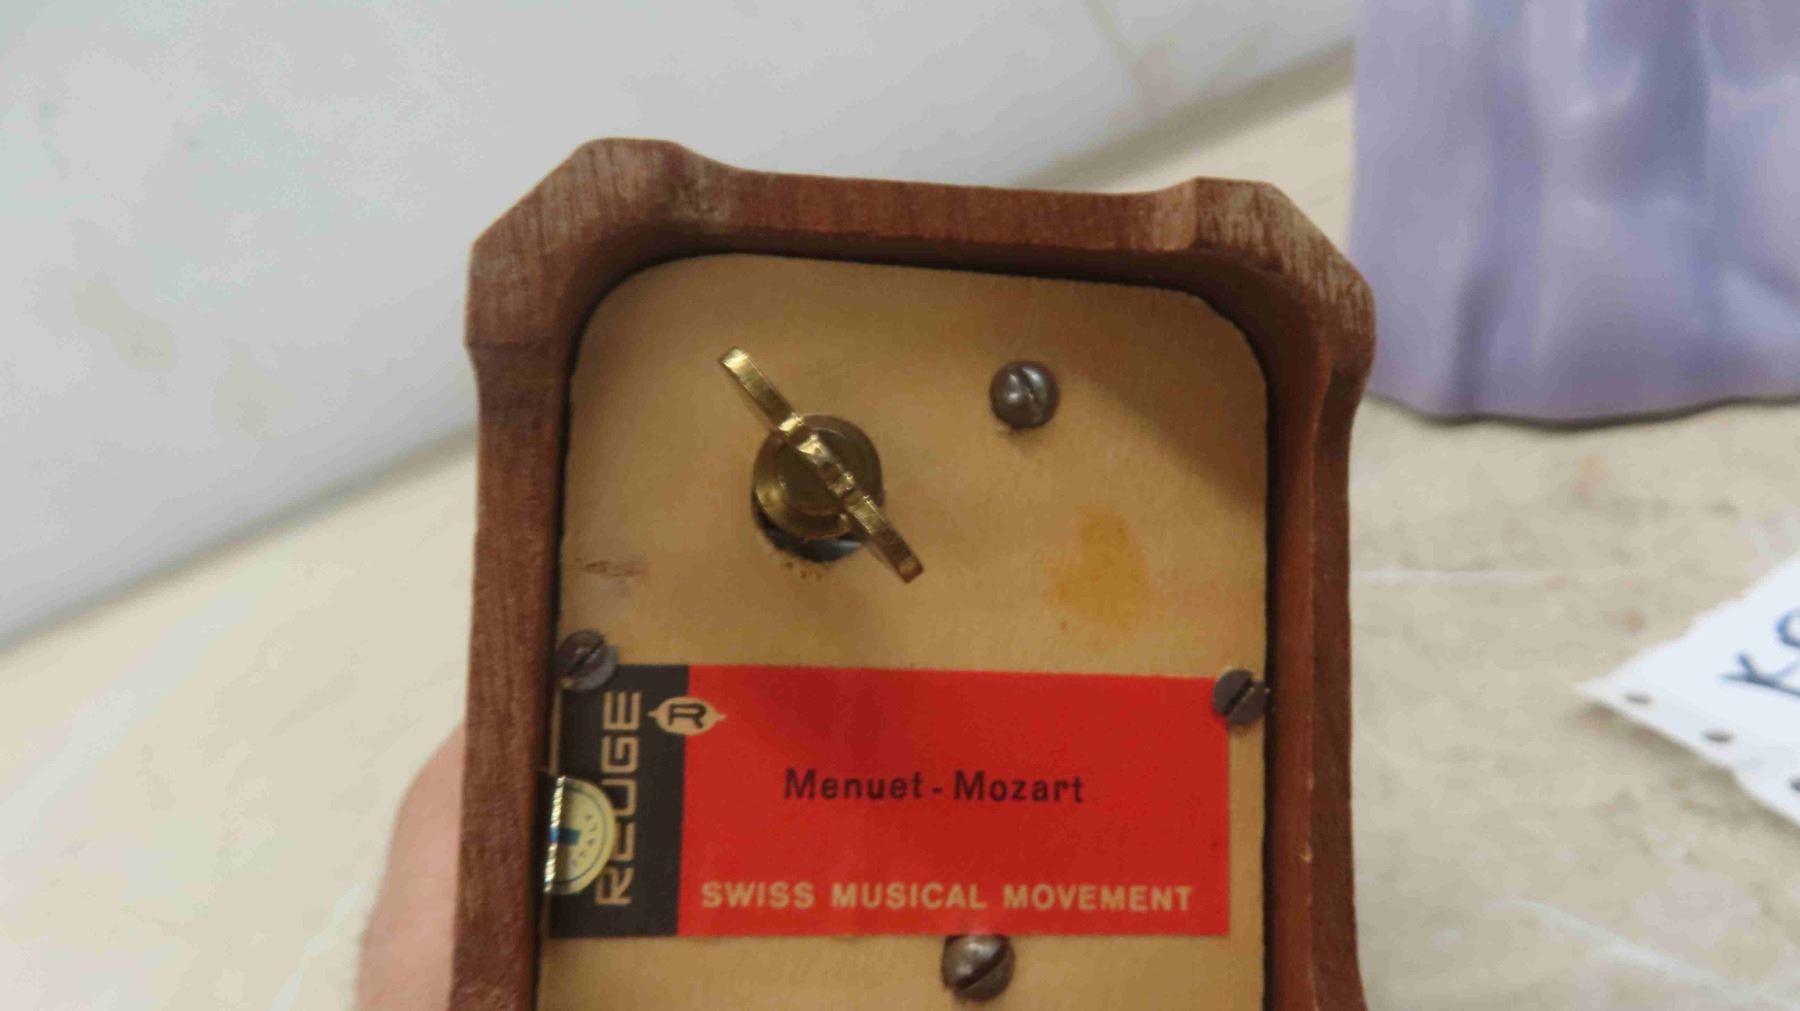 REUGE
R
Menuet - Mozart
SWISS MUSICAL MOVEMENT